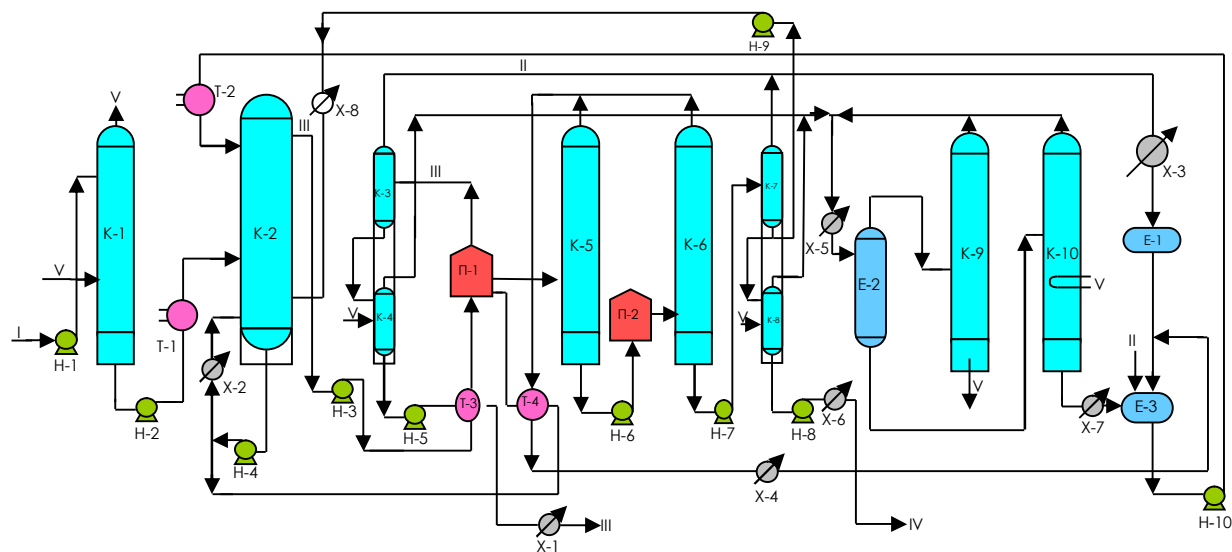 Н-9
II
V
Т-2
III
Х-8
К-3
III
К-7
Х-3
К-1
К-2
К-5
К-6
Х-5
К-9
К-10
Е-1
V
П-1
Е-2
V
I
Н-1
Т-1
V
К-4
П-2
V
К-8
Х-2
II
V
Н-2
Н-3
Т-3
Т-4
Х-6
Х-7
Е-3
Н-4
Н-5
Н-6
Н-7
Н-8
Х-4
Х-1
III
IV
Н-10